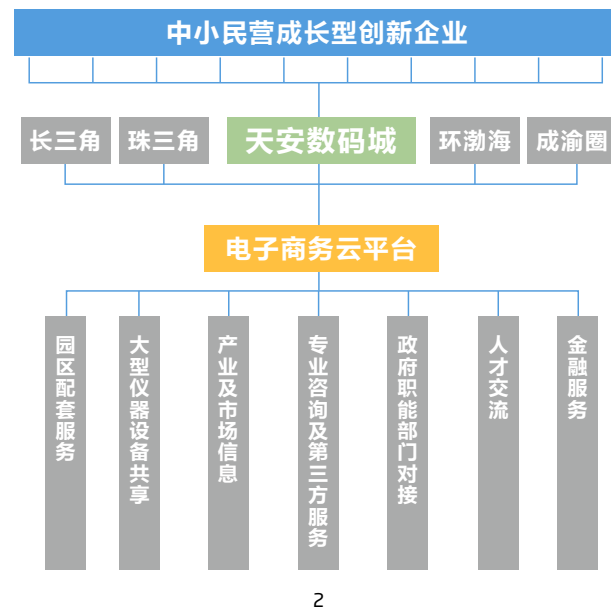 中小民营成长型创新企业
长三角
珠三角
天安数码城
环渤海
成渝圈
电子商务云平台
园区配套服务
大型仪器设备共享
产业及市场信息
专业咨询及第三方服务
政府职能部门对接
人才交流
金融服务
2